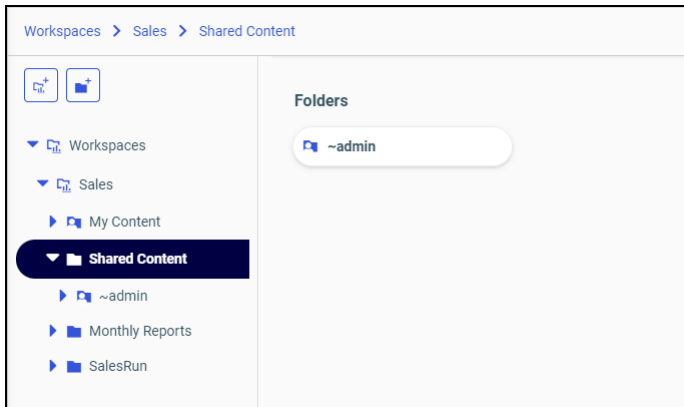 Workspaces > Sales > Shared Content
Folders
~admin
Workspaces
Sales
My Content
Shared Content
~admin
Monthly Reports
SalesRun